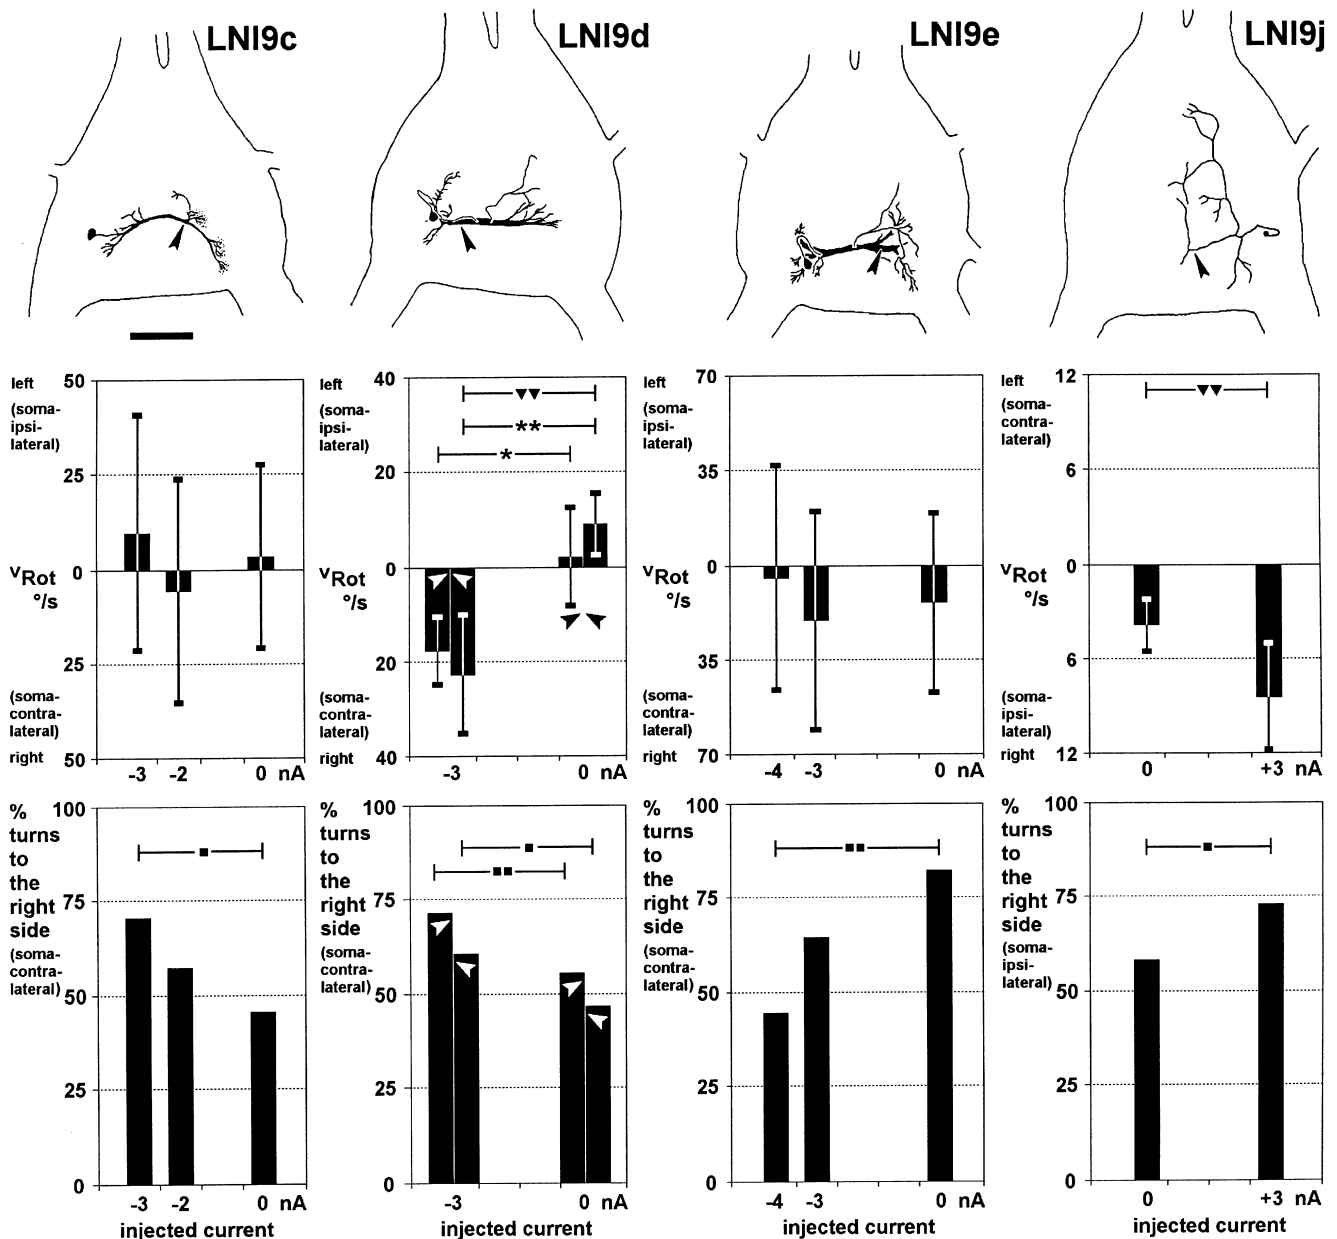 LNI9c
LNI9d
LNI9e
LNI9j
left
(soma-
ipsi-
lateral)
50
25
0
25
50
vRot
°/s
(soma-
contra-
lateral)
right
-3 -2 0 nA
left
(soma-
ipsi-
lateral)
40
20
0
20
40
vRot
°/s
(soma-
contra-
lateral)
right
▼▼
**
*
-3 0 nA
left
(soma-
ipsi-
lateral)
70
35
0
35
70
vRot
°/s
(soma-
contra-
lateral)
right
-4 -3 0 nA
left
(soma-
contra-
lateral)
12
6
0
6
12
vRot
°/s
(soma-
ipsi-
lateral)
right
▼▼
0 +3 nA
%
turns
to
the
right
side
(soma-
contra-
lateral)
100
75
50
25
0
■
-3 -2 0 nA
injected current
%
turns
to
the
right
side
(soma-
contra-
lateral)
100
75
50
25
0
■
■■
-3 0 nA
injected current
%
turns
to
the
right
side
(soma-
contra-
lateral)
100
75
50
25
0
■■
-4 -3 0 nA
injected current
%
turns
to
the
right
side
(soma-
ipsi-
lateral)
100
75
50
25
0
■
0 +3 nA
injected current